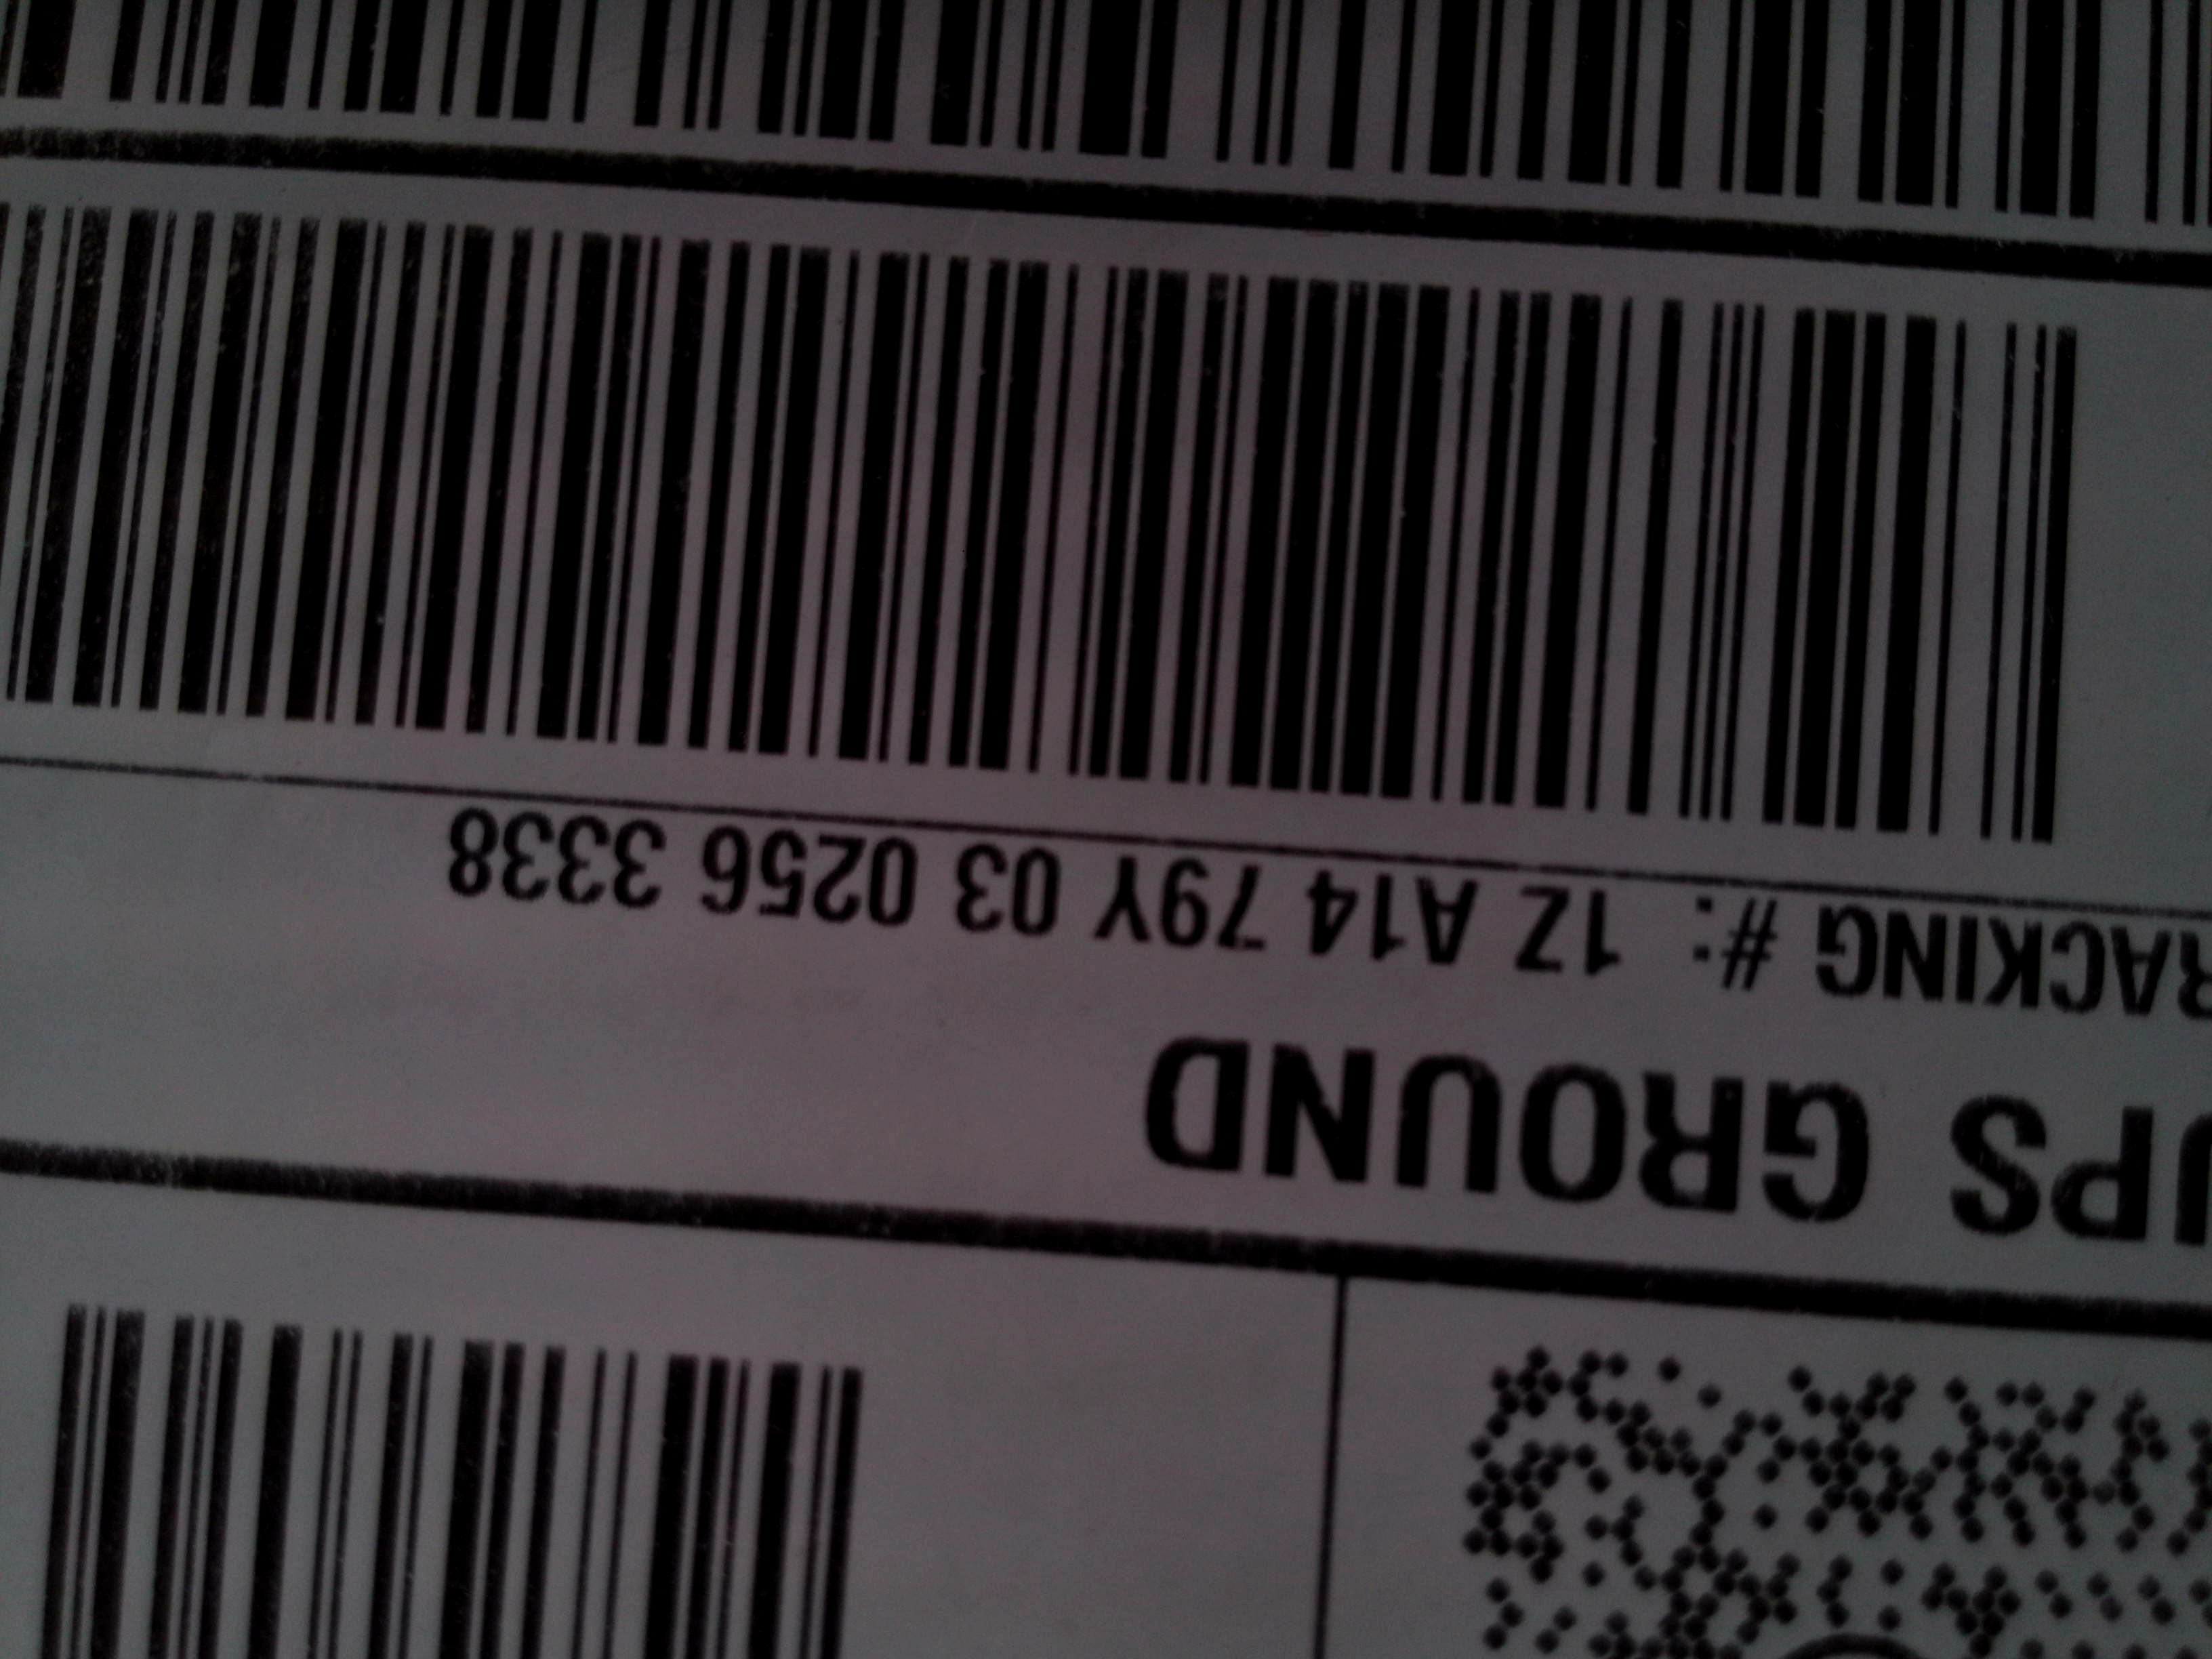 UPS GROUND
RACKING #: 1Z A14 79Y 03 0256 3338